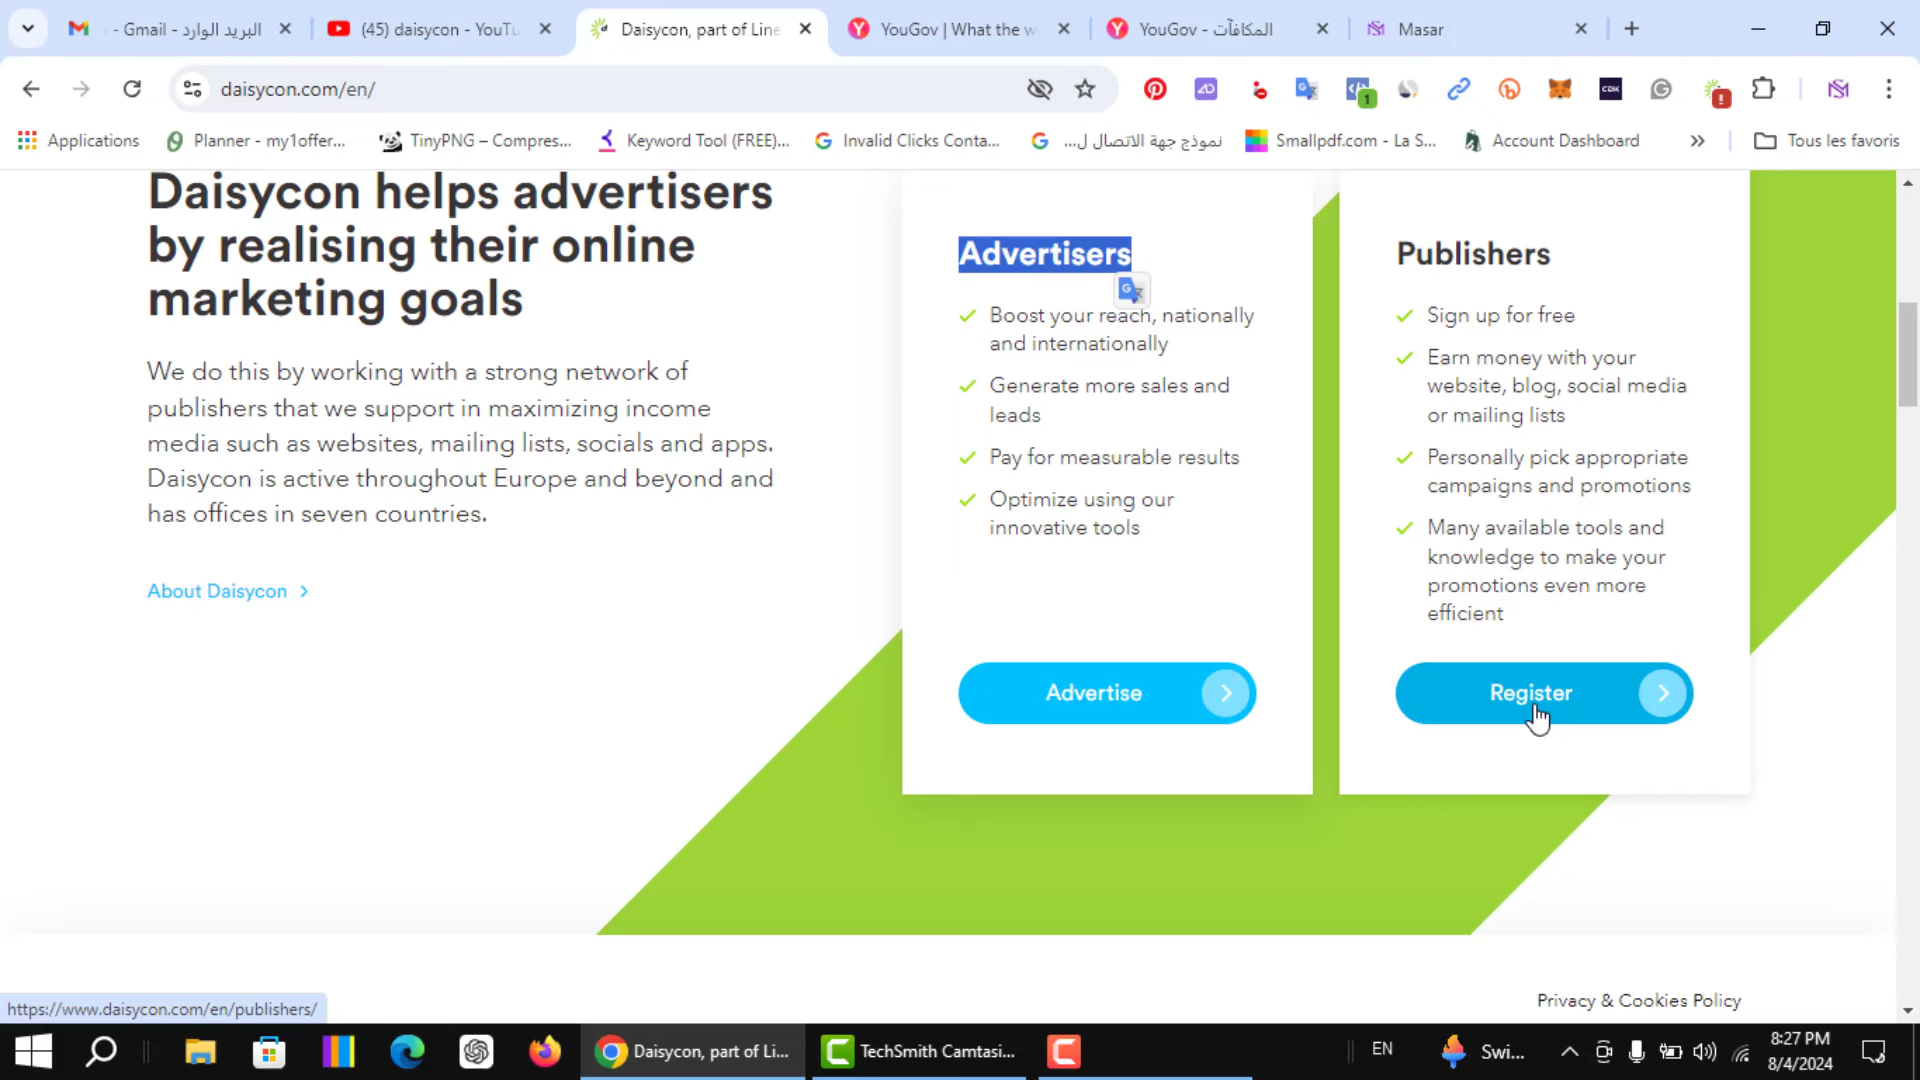 - Gmail - البريد الوارد
(45) daisycon - YouTu
Daisycon, part of Line
YouGov | What the w
YouGov - المكافآت
Masar
daisycon.com/en/
1
CDK
Applications
Planner - my1offer...
TinyPNG – Compres...
Keyword Tool (FREE)...
Invalid Clicks Conta...
نموذج جهة الاتصال ل...
Smallpdf.com - La S...
Account Dashboard
Tous les favoris
Daisycon helps advertisers
by realising their online
marketing goals
We do this by working with a strong network of
publishers that we support in maximizing income
media such as websites, mailing lists, socials and apps.
Daisycon is active throughout Europe and beyond and
has offices in seven countries.
About Daisycon
Advertisers
Boost your reach, nationally
and internationally
Generate more sales and
leads
Pay for measurable results
Optimize using our
innovative tools
Advertise
Publishers
Sign up for free
Earn money with your
website, blog, social media
or mailing lists
Personally pick appropriate
campaigns and promotions
Many available tools and
knowledge to make your
promotions even more
efficient
Register
Privacy & Cookies Policy
https://www.daisycon.com/en/publishers/
Daisycon, part of Li...
TechSmith Camtasi...
EN
Swi...
8:27 PM
8/4/2024